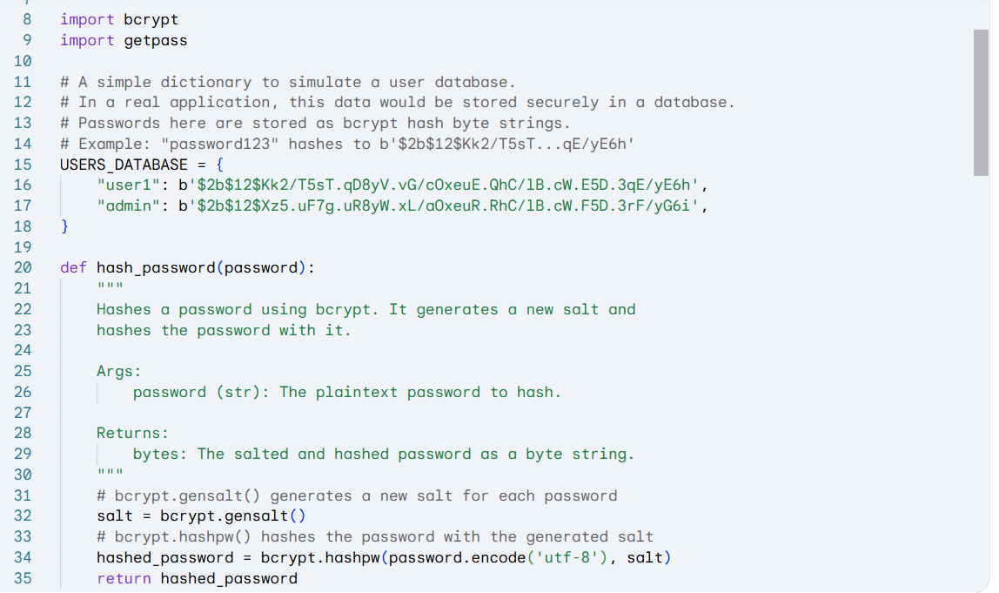 8 import bcrypt
9 import getpass
10
11 # A simple dictionary to simulate a user database.
12 # In a real application, this data would be stored securely in a database.
13 # Passwords here are stored as bcrypt hash byte strings.
14 # Example: "password123" hashes to b'$2b$12$Kk2/T5sT...qE/yE6h'
15 USERS_DATABASE = {
16     "user1": b'$2b$12$Kk2/T5sT.qD8yV.vG/cOxeuE.QhC/lB.cW.E5D.3qE/yE6h',
17     "admin": b'$2b$12$Xz5.uF7g.uR8yW.xL/aOxeuR.RhC/lB.cW.F5D.3rF/yG6i',
18 }
19
20 def hash_password(password):
21     """
22     Hashes a password using bcrypt. It generates a new salt and
23     hashes the password with it.
24
25     Args:
26         password (str): The plaintext password to hash.
27
28     Returns:
29         bytes: The salted and hashed password as a byte string.
30     """
31     # bcrypt.gensalt() generates a new salt for each password
32     salt = bcrypt.gensalt()
33     # bcrypt.hashpw() hashes the password with the generated salt
34     hashed_password = bcrypt.hashpw(password.encode('utf-8'), salt)
35     return hashed_password